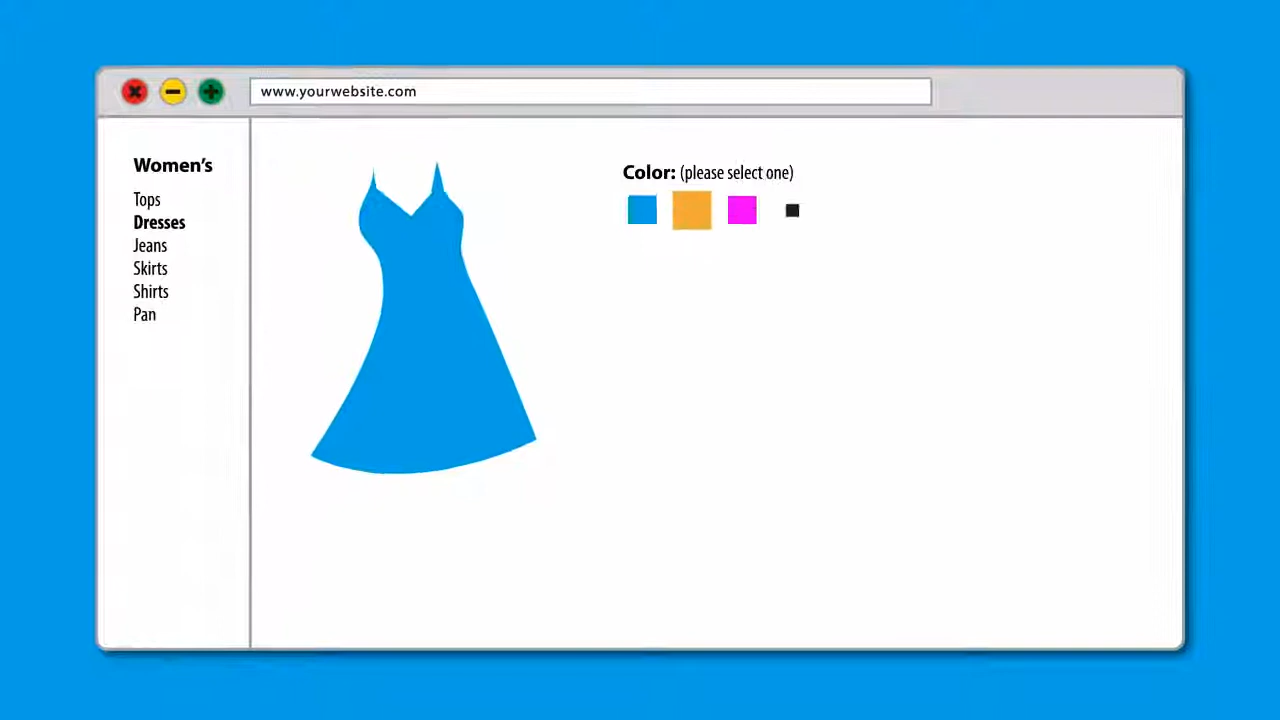 www.yourwebsite.com
Women's
Tops
Dresses
Jeans
Skirts
Shirts
Pan
Color: (please select one)